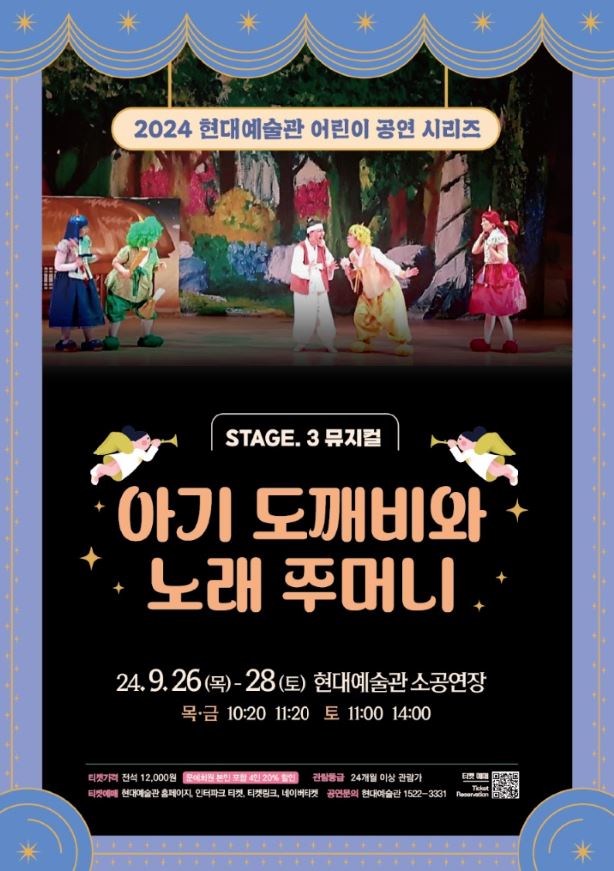 2024 현대예술관 어린이 공연 시리즈
STAGE. 3 뮤지컬
아기 도깨비와
노래 쭈머니
24. 9. 26 (목) - 28 (토) 현대예술관 소공연장
목·금 10:20 11:20 토 11:00 14:00
티켓가격 전석 12,000원 문예회원 본인 포함 4인 20% 할인 관람등급 24개월 이상 관람가
티켓예매 현대예술관 홈페이지, 인터파크 티켓, 티켓링크, 네이버티켓 공연문의 현대예술관 1522-3331
티켓 예매
Ticket
Reservation